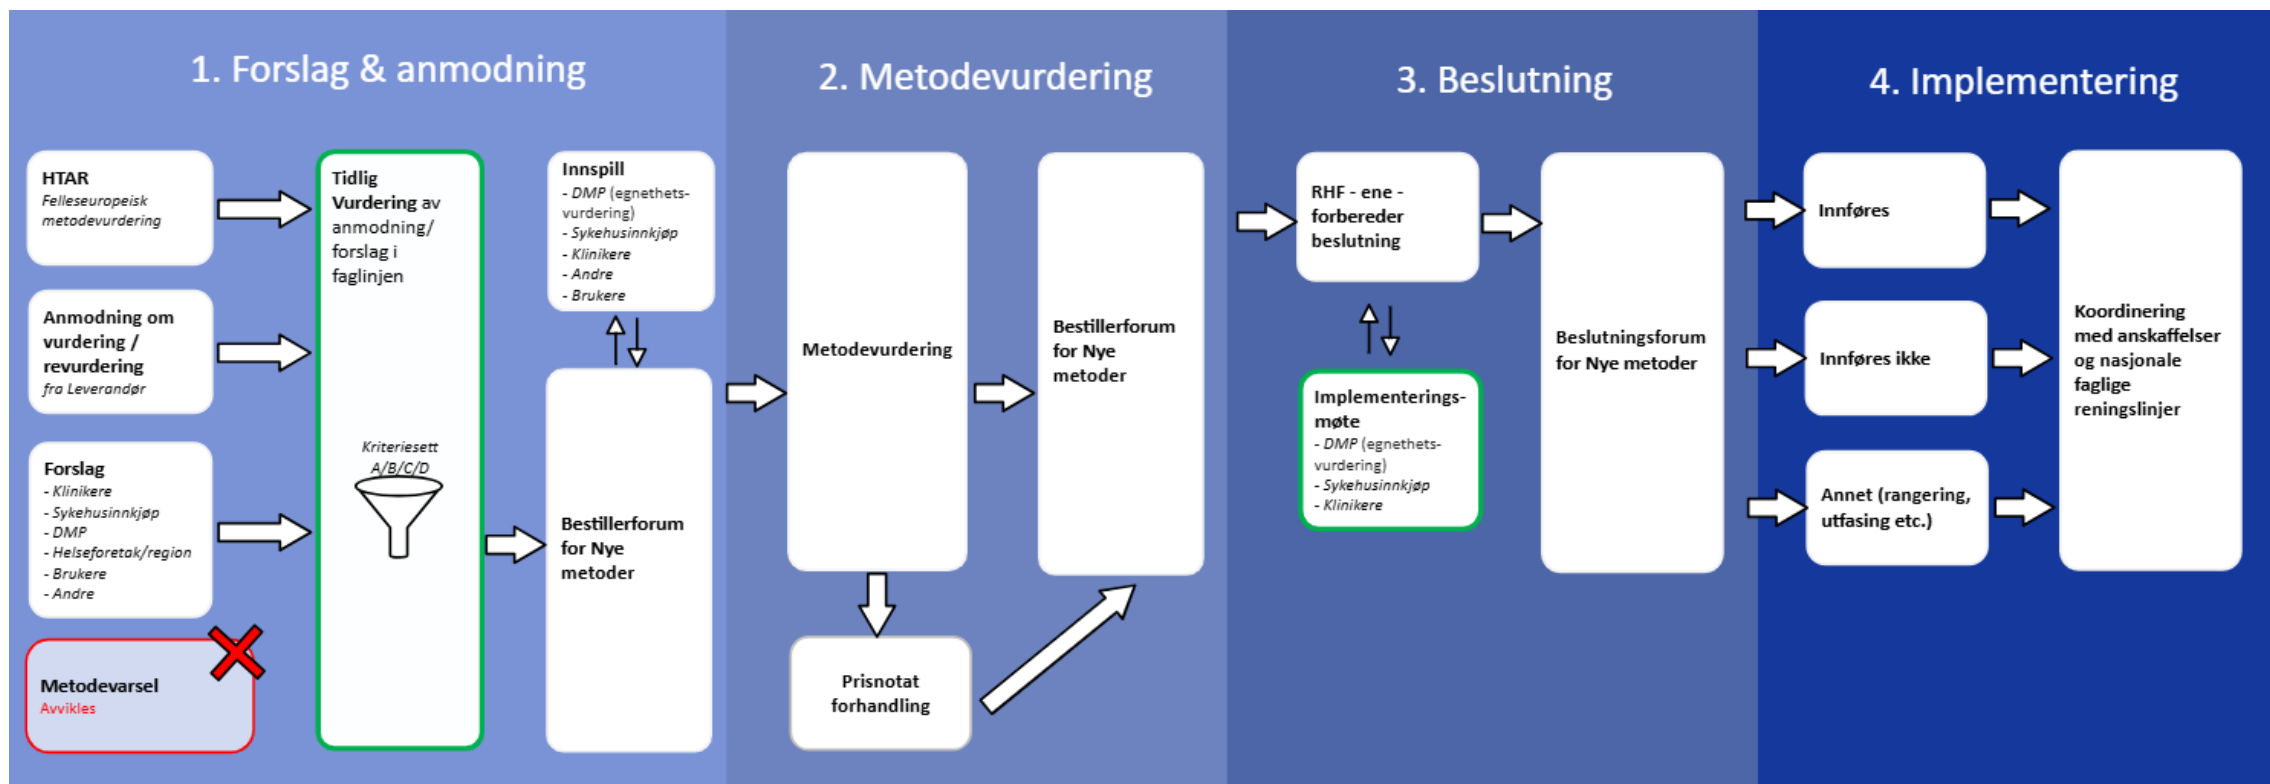 1. Forslag & anmodning
HTAR
Felleseuropeisk
metodevurdering
Anmodning om
vurdering /
revurdering
fra Leverandør
Forslag
- Klinikere
- Sykehusinnkjøp
- DMP
- Helseforetak/region
- Brukere
- Andre
Metodevarsel
Avvikles
Tidlig
Vurdering av
anmodning/
forslag i
faglinjen
Kriteriesett
A/B/C/D
Innspill
- DMP (egnethets-
vurdering)
- Sykehusinnkjøp
- Klinikere
- Andre
- Brukere
Bestillerforum
for Nye
metoder
2. Metodevurdering
Metodevurdering
Prisnotat
forhandling
Bestillerforum
for Nye
metoder
3. Beslutning
RHF - ene -
forbereder
beslutning
Implementerings-
møte
- DMP (egnethets-
vurdering)
- Sykehusinnkjøp
- Klinikere
Beslutningsforum
for Nye metoder
4. Implementering
Innføres
Innføres ikke
Annet (rangering,
utfasing etc.)
Koordinering
med anskaffelser
og nasjonale
faglige
reningslinjer